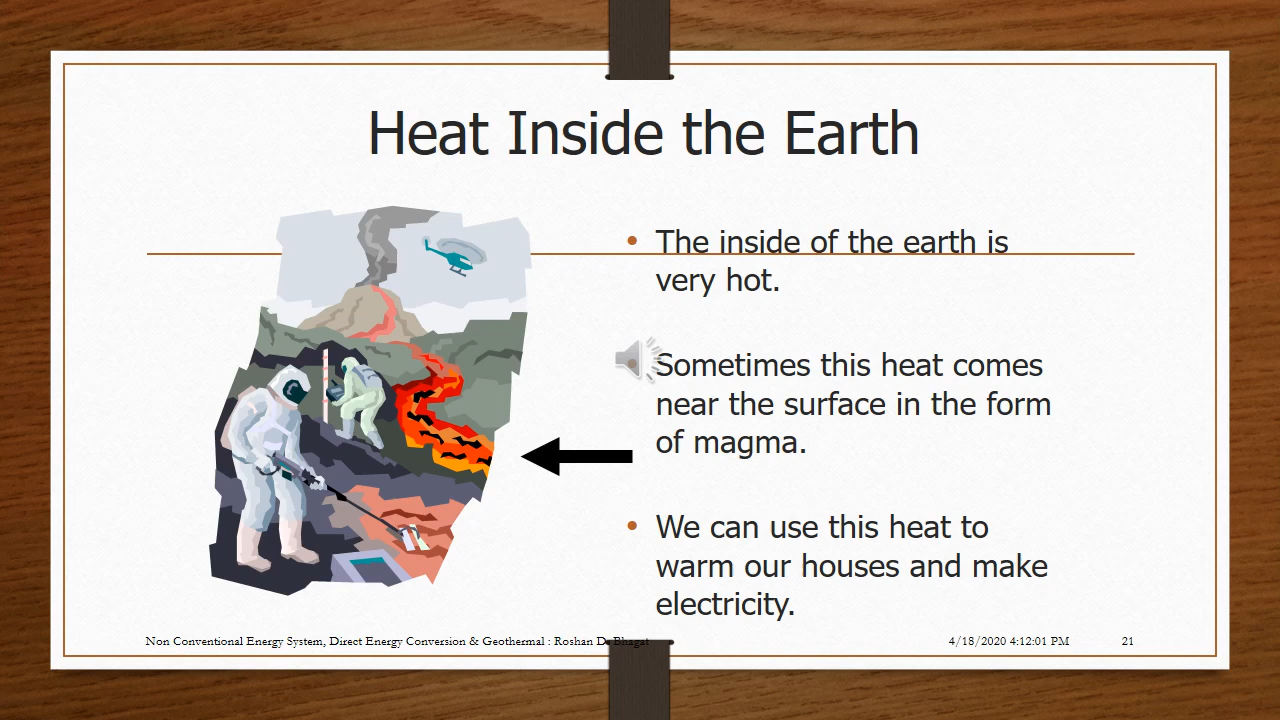 Heat Inside the Earth
• The inside of the earth is
very hot.
Sometimes this heat comes
near the surface in the form
of magma.
• We can use this heat to
warm our houses and make
electricity.
Non Conventional Energy System, Direct Energy Conversion & Geothermal : Roshan D. Bhagat
4/18/2020 4:12:01 PM
21